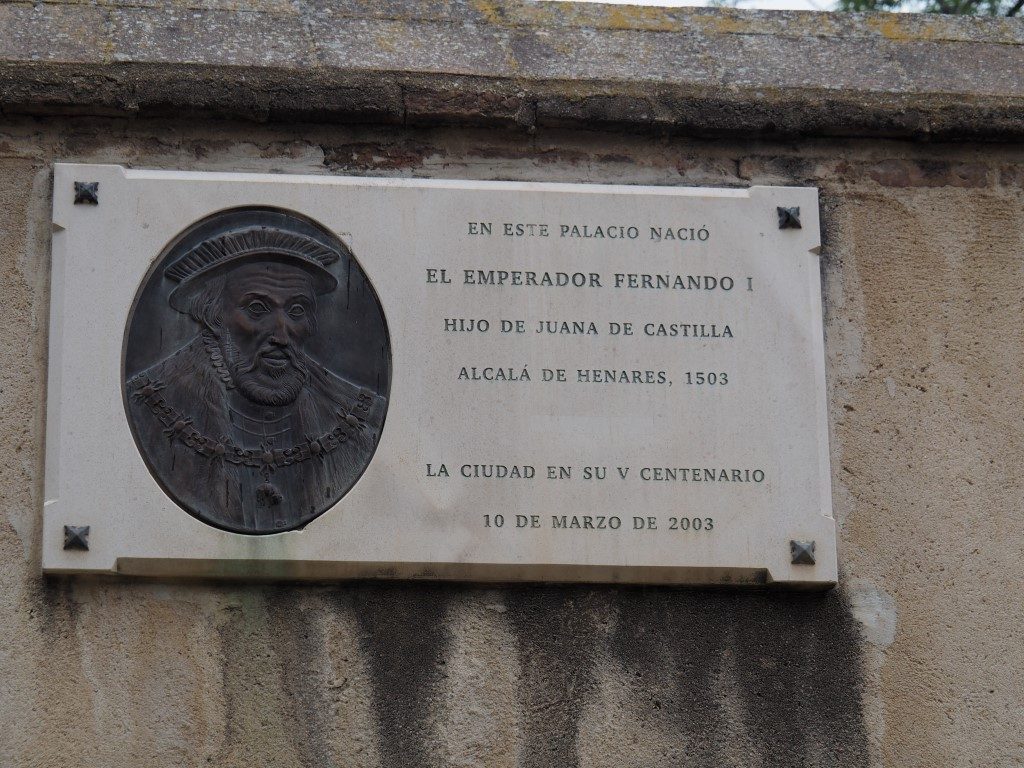 EN ESTE PALACIO NACIÓ
EL EMPERADOR FERNANDO I
HIJO DE JUANA DE CASTILLA
ALCALÁ DE HENARES, 1503
LA CIUDAD EN SU V CENTENARIO
10 DE MARZO DE 2003